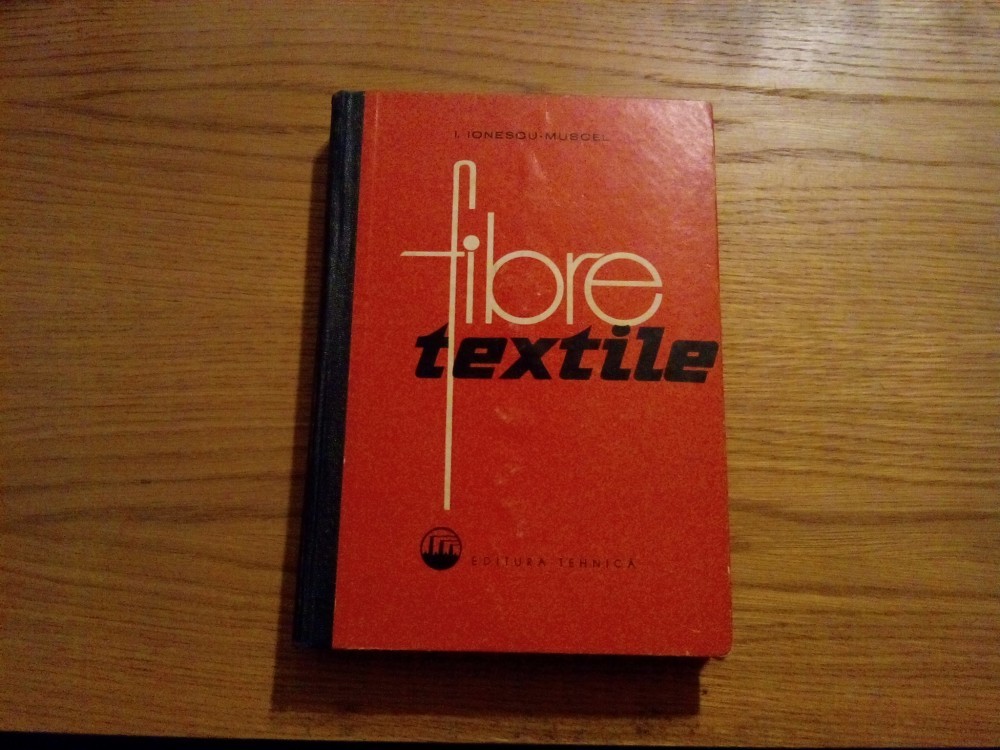 I. IONESCU-MUSCEL
fibre
textile
EDITURA TEHNICĂ